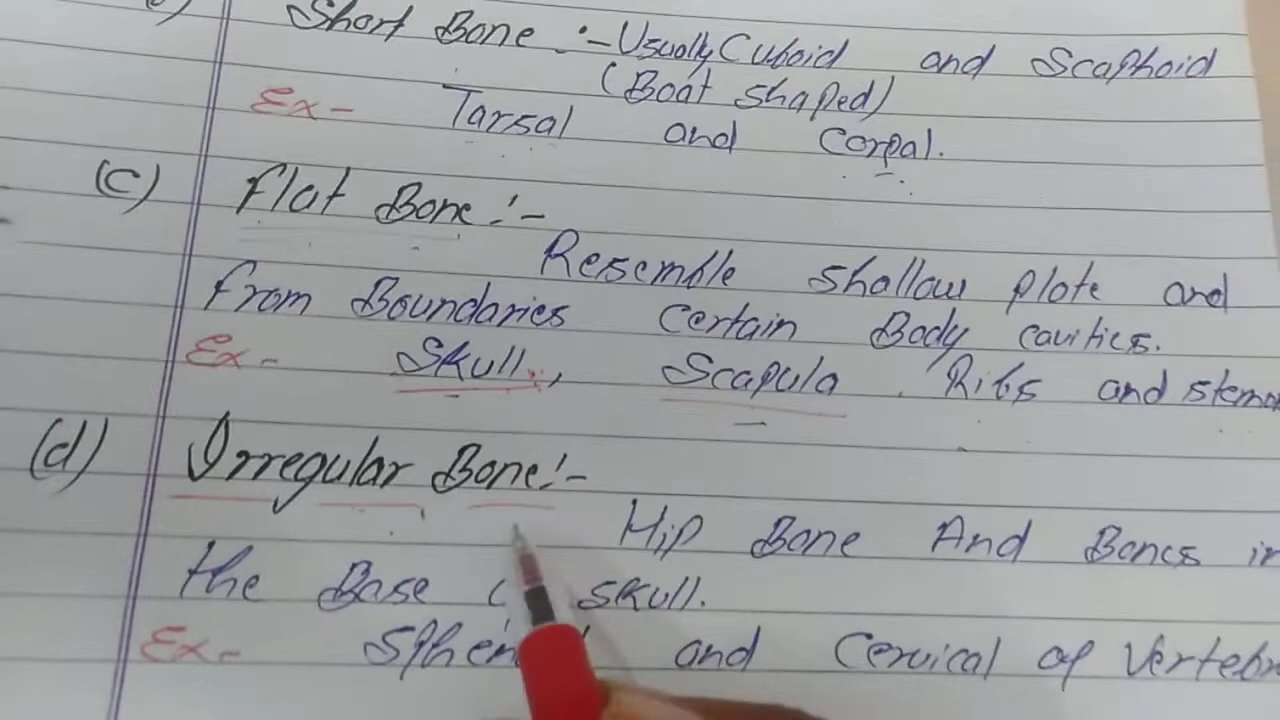 Short Bone :- Usually Cuboid and Scaphoid
(Boat shaped)
Ex- Tarsal and Corpal.
(C) Flat Bone :-
Resemble shallow plate and
from Boundaries certain Body cavities.
Ex- Skull, Scapula, Ribs and
(d) Irregular Bone :-
Hip Bone And Bones in
the Base skull.
Ex- and Cervical of